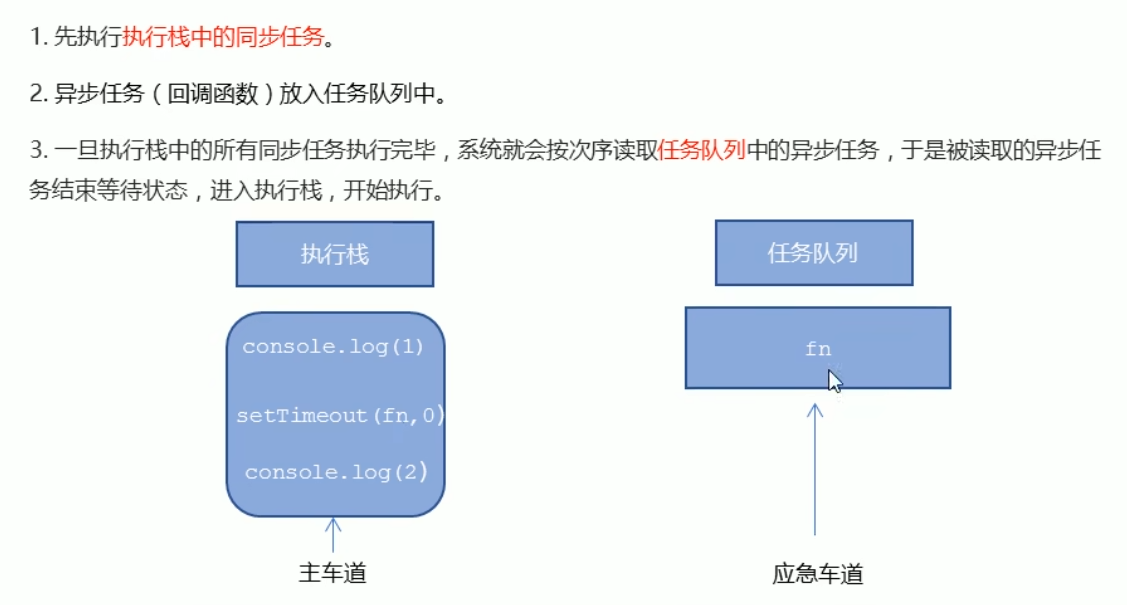 1. 先执行执行栈中的同步任务。
2. 异步任务（回调函数）放入任务队列中。
3. 一旦执行栈中的所有同步任务执行完毕，系统就会按次序读取任务队列中的异步任务，于是被读取的异步任
务结束等待状态，进入执行栈，开始执行。
执行栈
任务队列
console.log(1)
fn
setTimeout(fn,0)
console.log(2)
主车道
应急车道